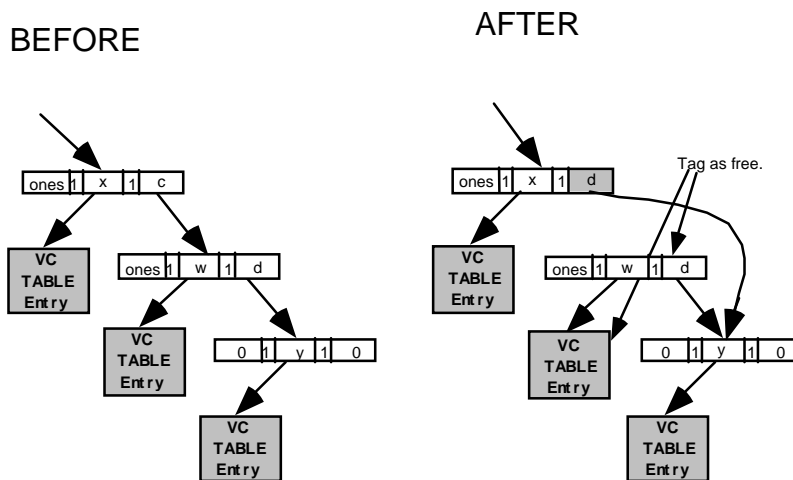 BEFORE
AFTER
ones 1 x 1 c
VC
TABLE
Entry
ones 1 w 1 d
VC
TABLE
Entry
0 1 y 1 0
VC
TABLE
Entry
Tag as free.
ones 1 x 1 d
VC
TABLE
Entry
ones 1 w 1 d
VC
TABLE
Entry
0 1 y 1 0
VC
TABLE
Entry